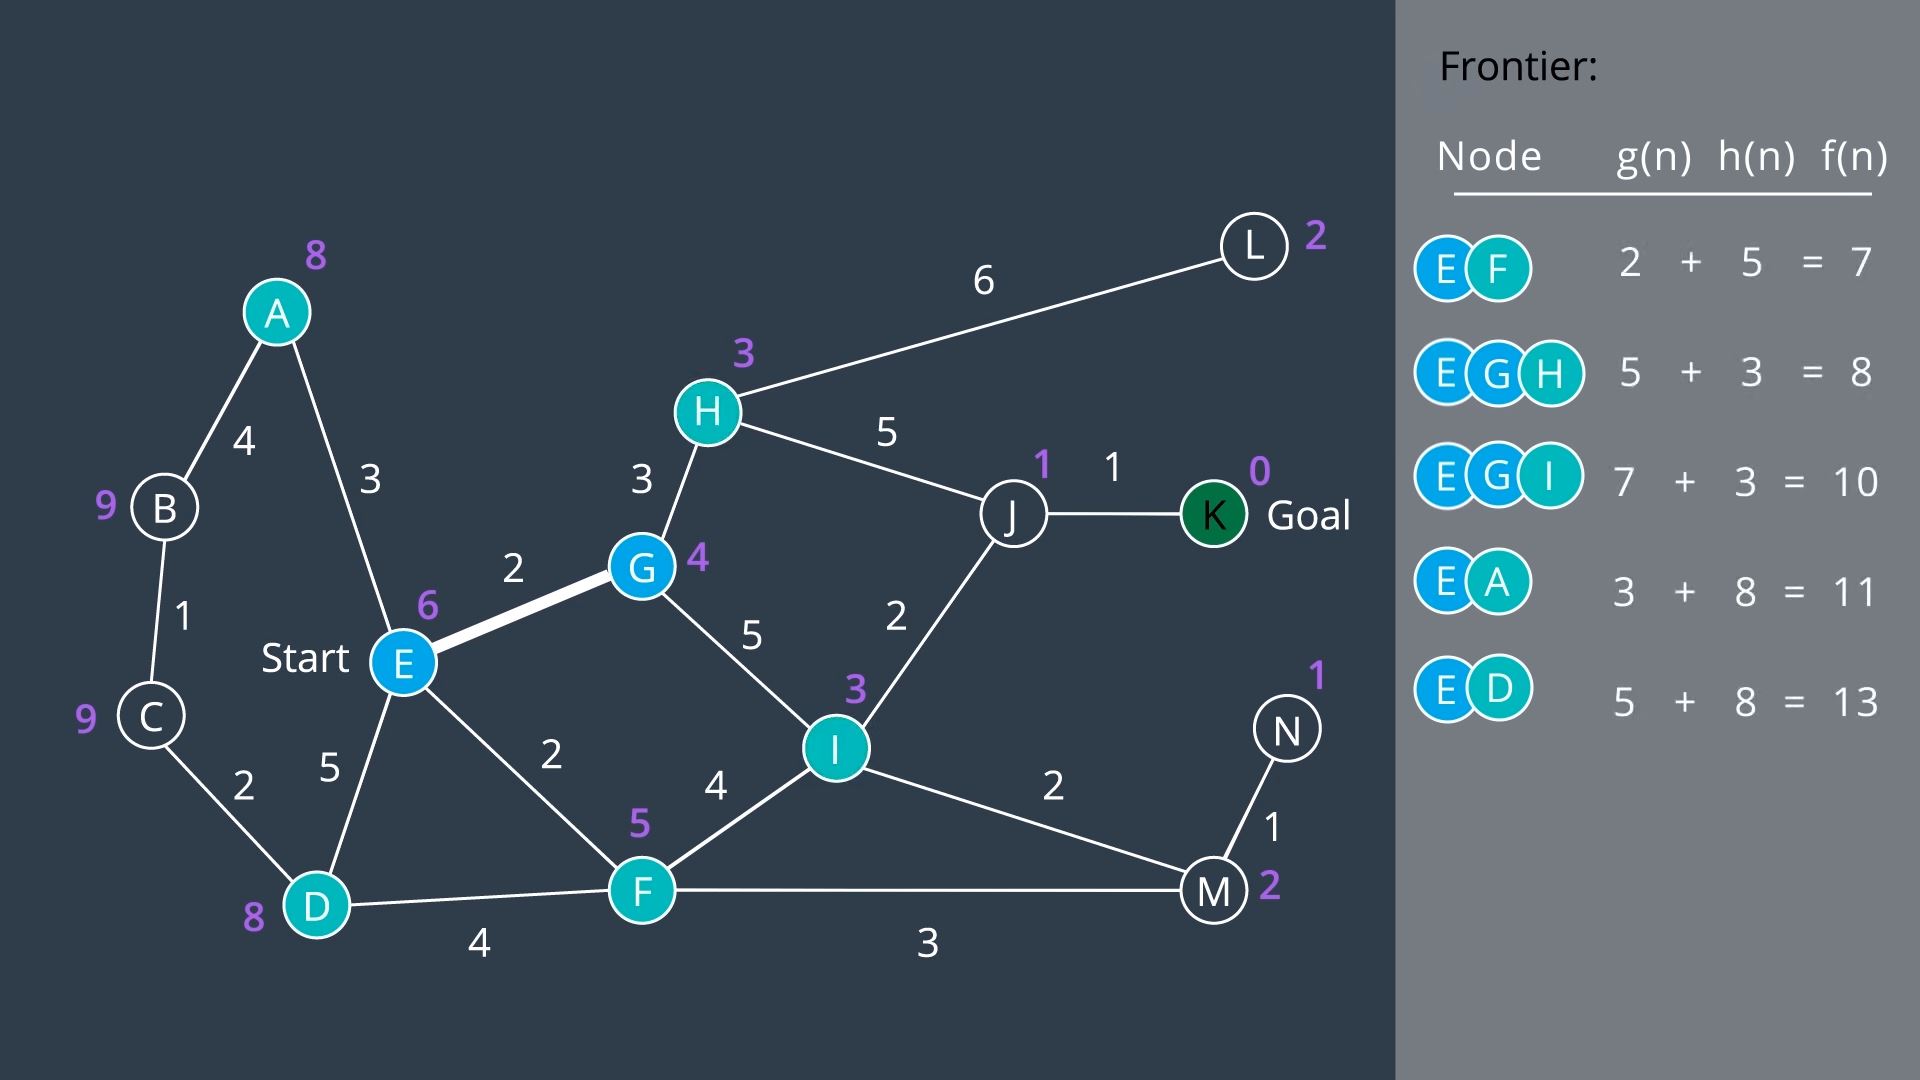 Frontier:
Node g(n) h(n) f(n)
E F 2 + 5 = 7
E G H 5 + 3 = 8
E G I 7 + 3 = 10
E A 3 + 8 = 11
E D 5 + 8 = 13
L 2
6
8
A
3
H
5
4
3
3
1
1
0
9
B
J
K
Goal
2
G
4
1
6
2
5
Start
E
3
1
9
C
I
N
2
5
2
4
2
5
1
8
D
F
M
2
4
3